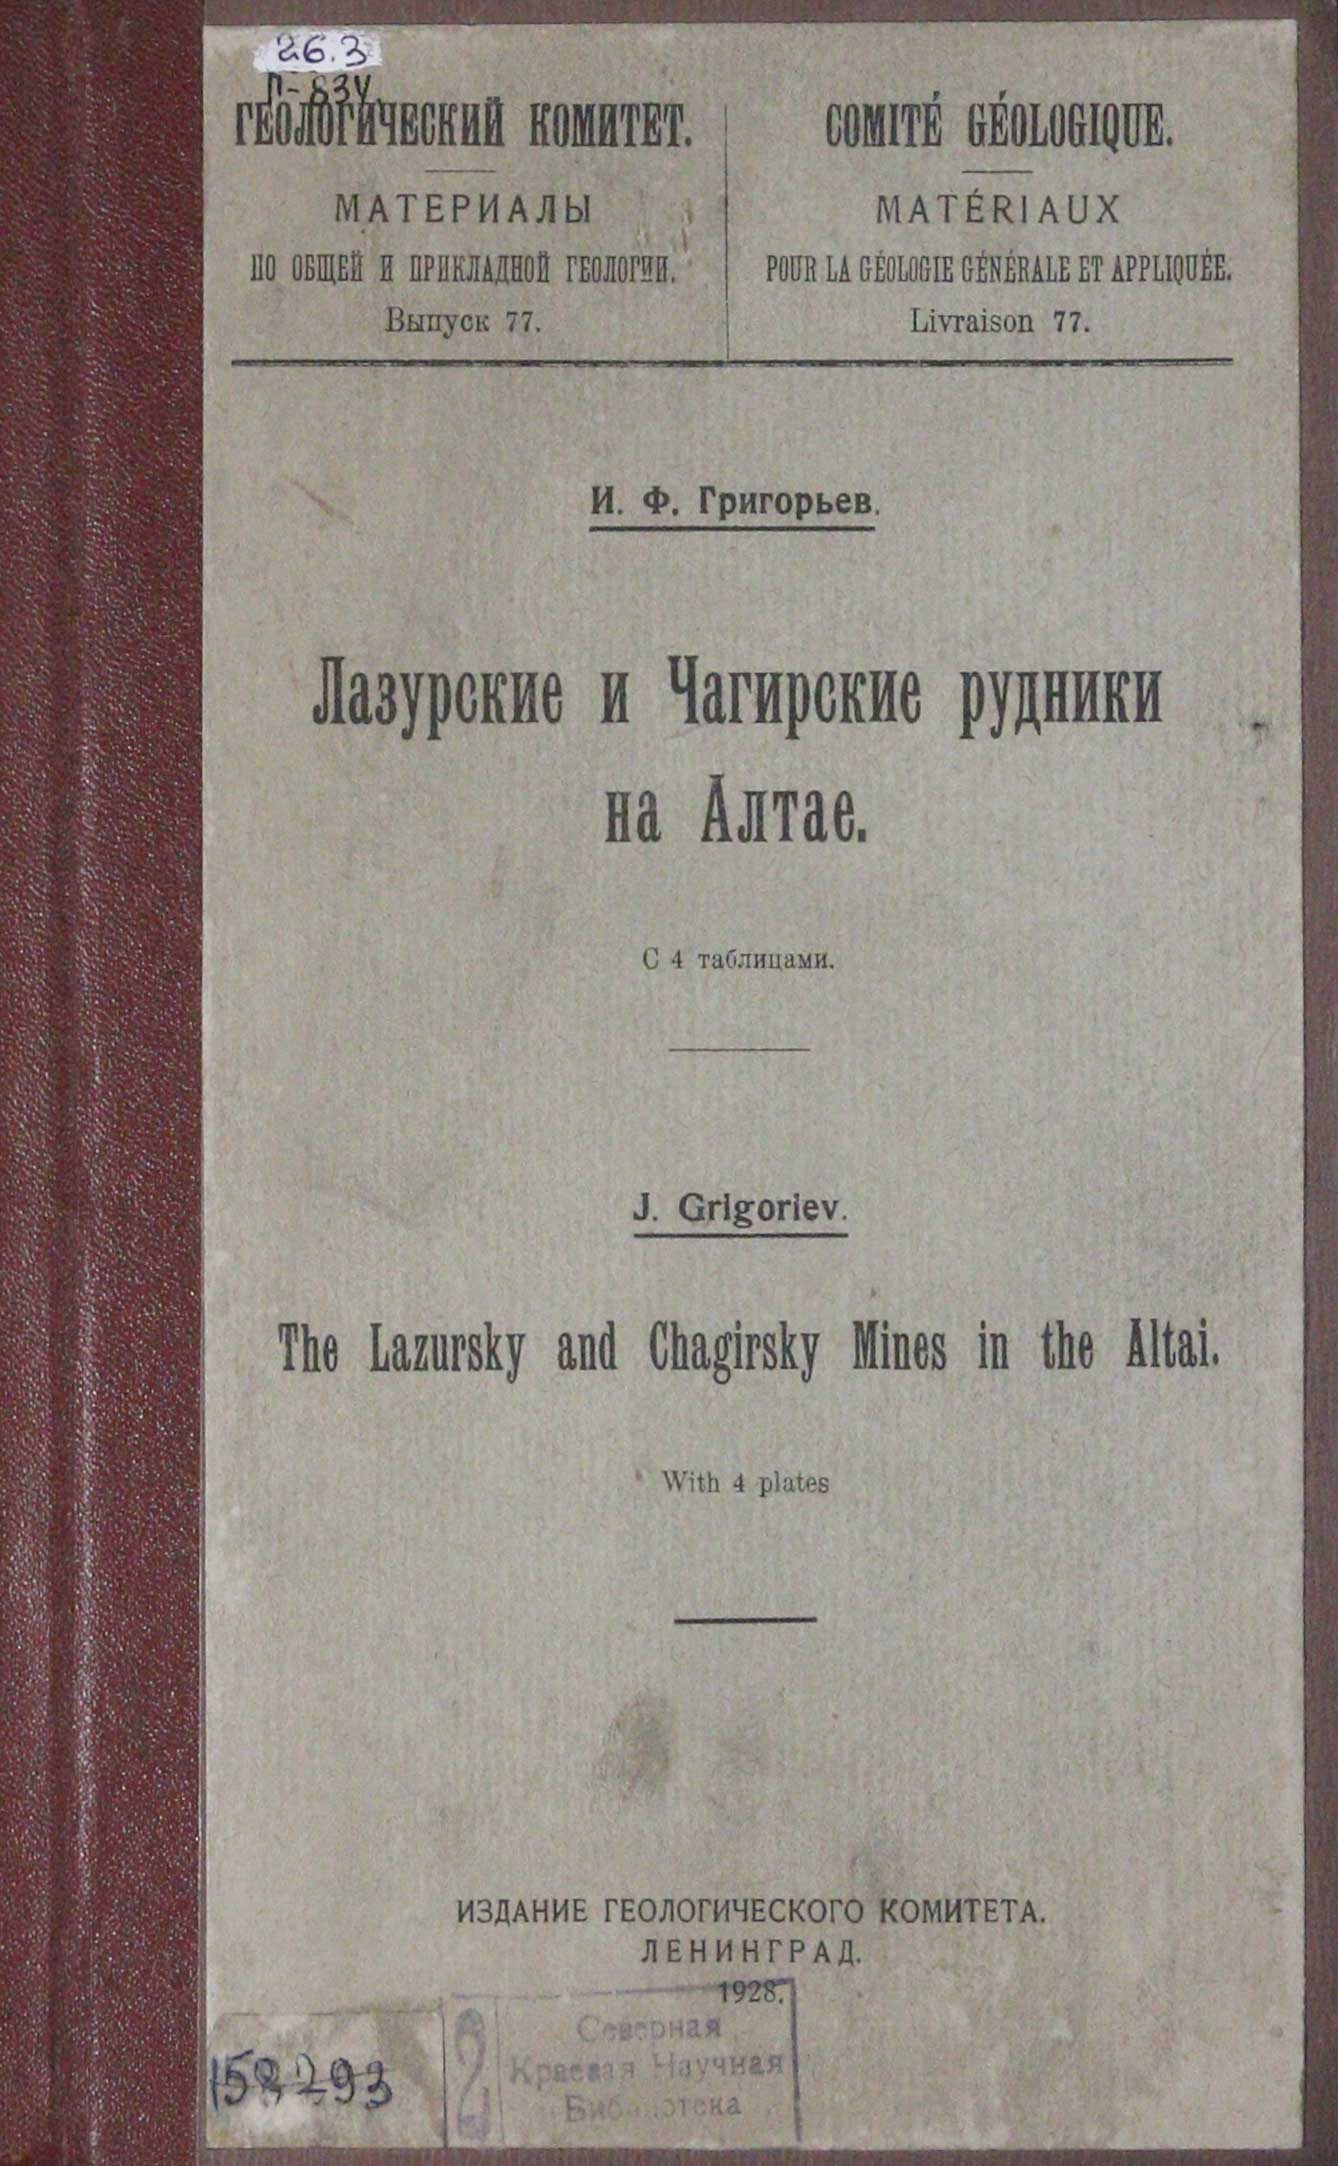 26.3
ГЕОЛОГИЧЕСКИЙ КОМИТЕТ.
МАТЕРИАЛЫ
ПО ОБЩЕЙ И ПРИКЛАДНОЙ ГЕОЛОГИИ.
Выпуск 77.
COMITÉ GÉOLOGIQUE.
MATÉRIAUX
POUR LA GÉOLOGIE GÉNÉRALE ET APPLIQUÉE.
Livraison 77.
И. Ф. Григорьев.
Лазурские и Чагирские рудники
на Алтае.
С 4 таблицами.
J. Grigoriev.
The Lazursky and Chagirsky Mines in the Altai.
With 4 plates
ИЗДАНИЕ ГЕОЛОГИЧЕСКОГО КОМИТЕТА.
ЛЕНИНГРАД.
1928.
Северная
Краевая Научная
Библиотека